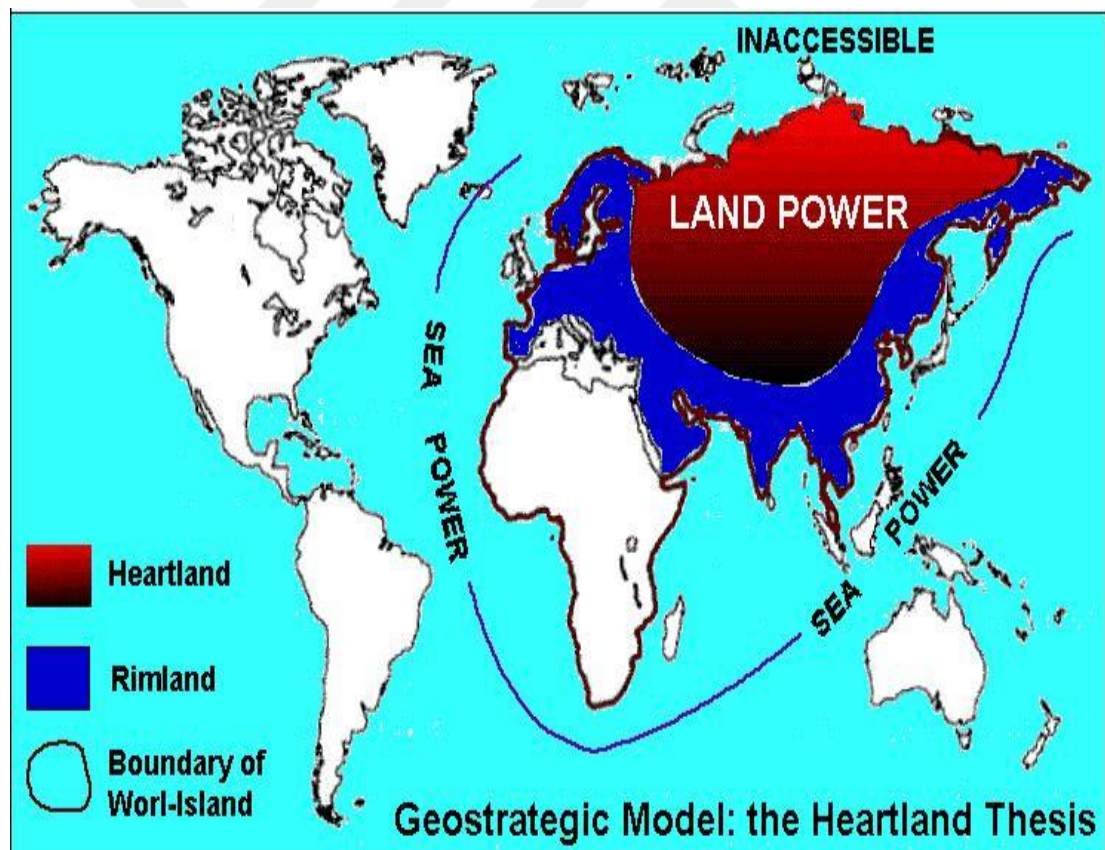 INACCESSIBLE
LAND POWER
SEA POWER
SEA POWER
Heartland
Rimland
Boundary of
Worl-Island
Geostrategic Model: the Heartland Thesis